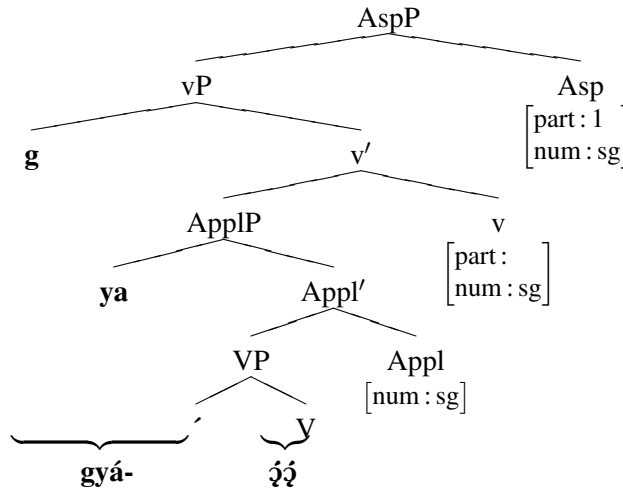 AspP
vP Asp
[part : 1
num : sg]
g v′
ApplP v
[part :
num : sg]
ya Appl′
VP Appl
[num : sg]
´ V
gyá- ɔ̨́ɔ̨́